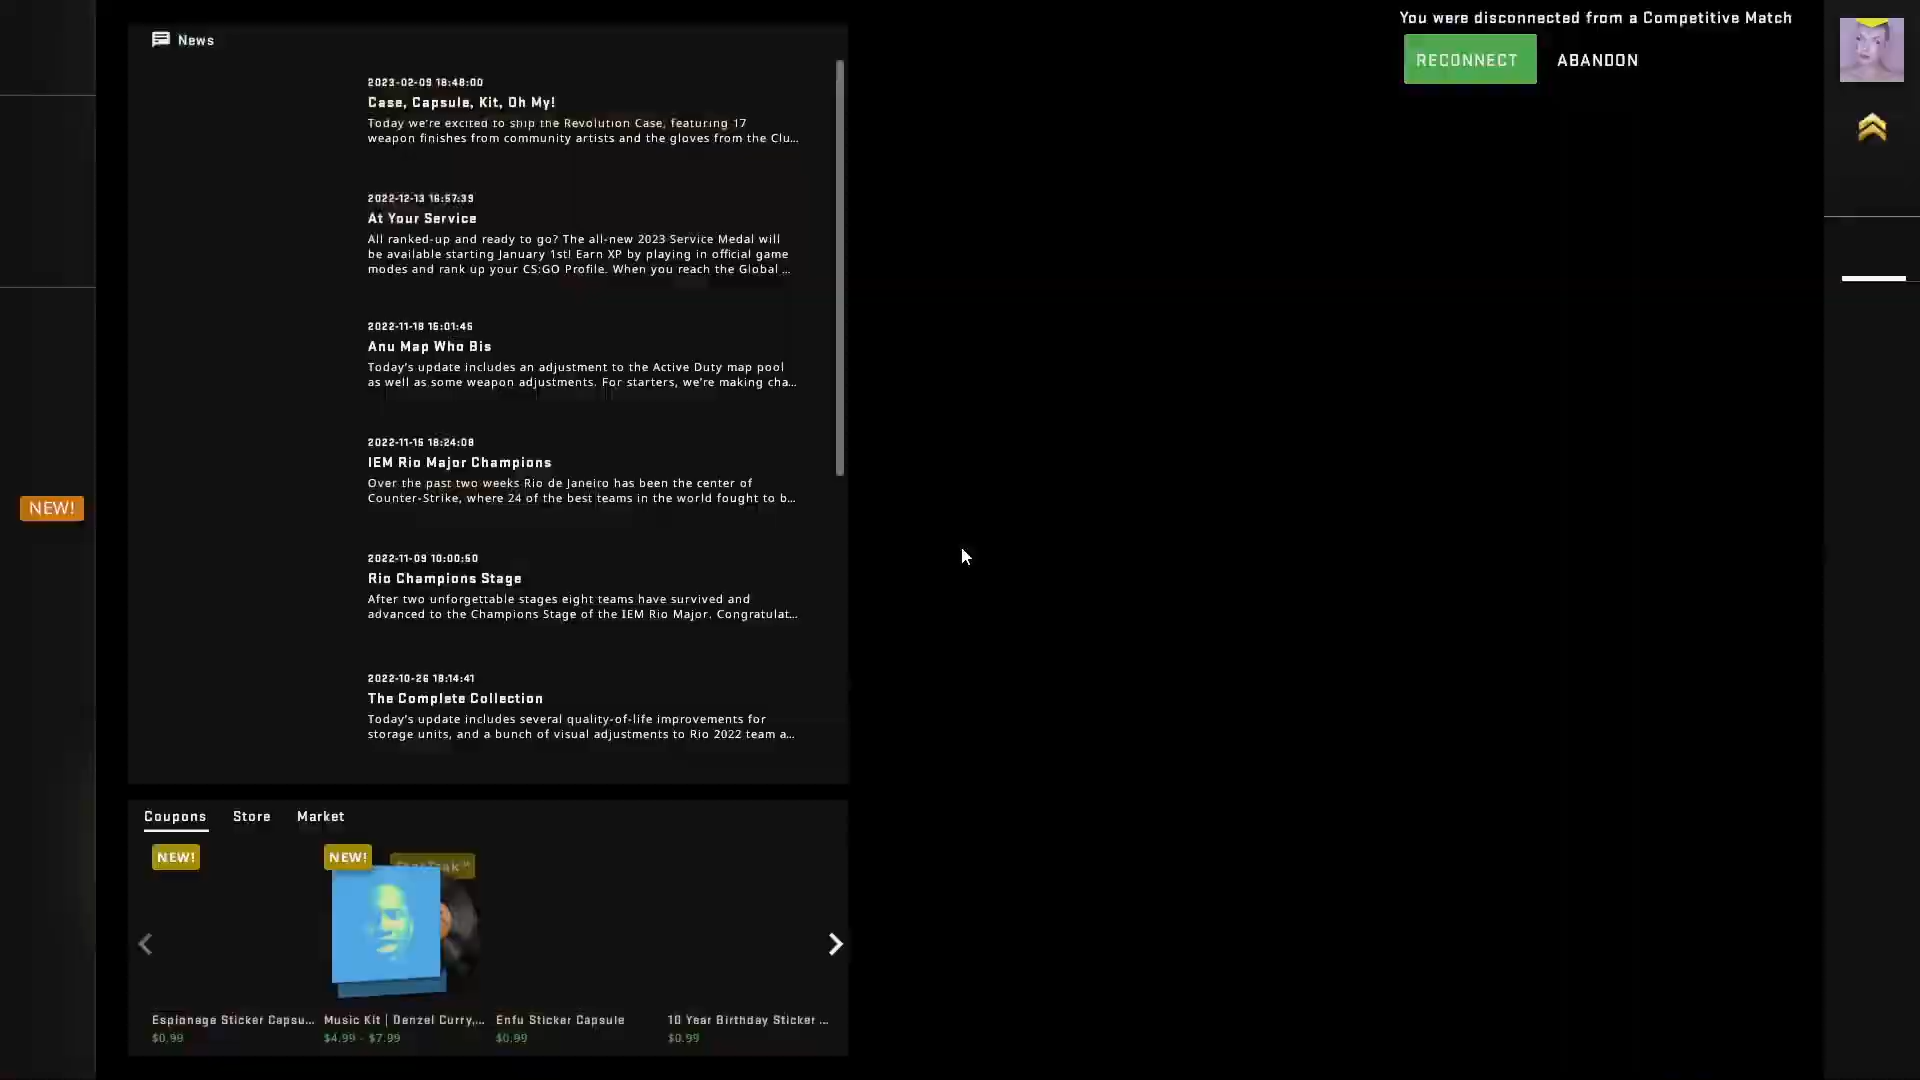 You were disconnected from a Competitive Match
RECONNECT
ABANDON
News
2023-02-09 18:48:00
Case, Capsule, Kit, Oh My!
Today we're excited to ship the Revolution Case, featuring 17
weapon finishes from community artists and the gloves from the Clu...
2022-12-13 16:57:39
At Your Service
All ranked-up and ready to go? The all-new 2023 Service Medal will
be available starting January 1st! Earn XP by playing in official game
modes and rank up your CS:GO Profile. When you reach the Global ...
2022-11-18 15:01:45
Anu Map Who Bis
Today's update includes an adjustment to the Active Duty map pool
as well as some weapon adjustments. For starters, we're making cha...
2022-11-15 18:24:08
IEM Rio Major Champions
Over the past two weeks Rio de Janeiro has been the center of
Counter-Strike, where 24 of the best teams in the world fought to b...
NEW!
2022-11-09 10:00:50
Rio Champions Stage
After two unforgettable stages eight teams have survived and
advanced to the Champions Stage of the IEM Rio Major. Congratulat...
2022-10-26 18:14:41
The Complete Collection
Today's update includes several quality-of-life improvements for
storage units, and a bunch of visual adjustments to Rio 2022 team a...
Coupons Store Market
NEW!
NEW!
StatTrak™
Espionage Sticker Capsu...
$0.99
Music Kit | Denzel Curry,...
$4.99 - $7.99
Enfu Sticker Capsule
$0.99
10 Year Birthday Sticker ...
$0.99